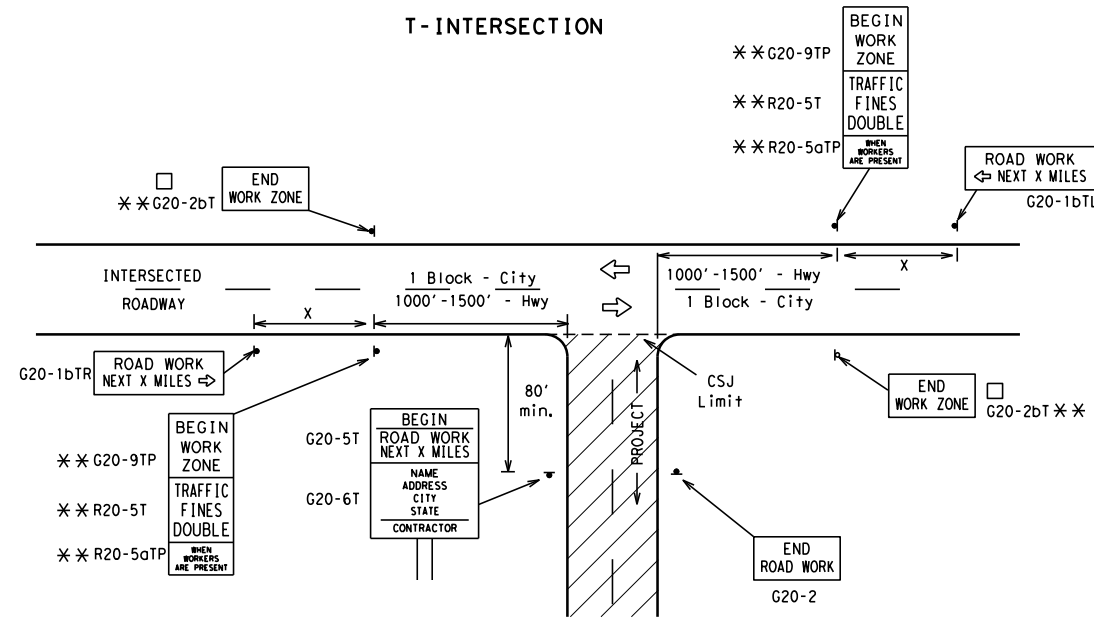 T-INTERSECTION
BEGIN
WORK
ZONE
TRAFFIC
FINES
DOUBLE
WHEN
WORKERS
ARE PRESENT
**G20-9TP
**R20-5T
**R20-5aTP
ROAD WORK
⇦ NEXT X MILES
G20-1bTL
□
**G20-2bT
END
WORK ZONE
INTERSECTED
ROADWAY
1 Block - City
1000'-1500' - Hwy
X
1000'-1500' - Hwy
1 Block - City
X
G20-1bTR
ROAD WORK
NEXT X MILES ⇨
80'
min.
PROJECT
CSJ
Limit
END
WORK ZONE
□
G20-2bT **
**G20-9TP
**R20-5T
**R20-5aTP
BEGIN
WORK
ZONE
TRAFFIC
FINES
DOUBLE
WHEN
WORKERS
ARE PRESENT
G20-5T
G20-6T
BEGIN
ROAD WORK
NEXT X MILES
NAME
ADDRESS
CITY
STATE
CONTRACTOR
END
ROAD WORK
G20-2